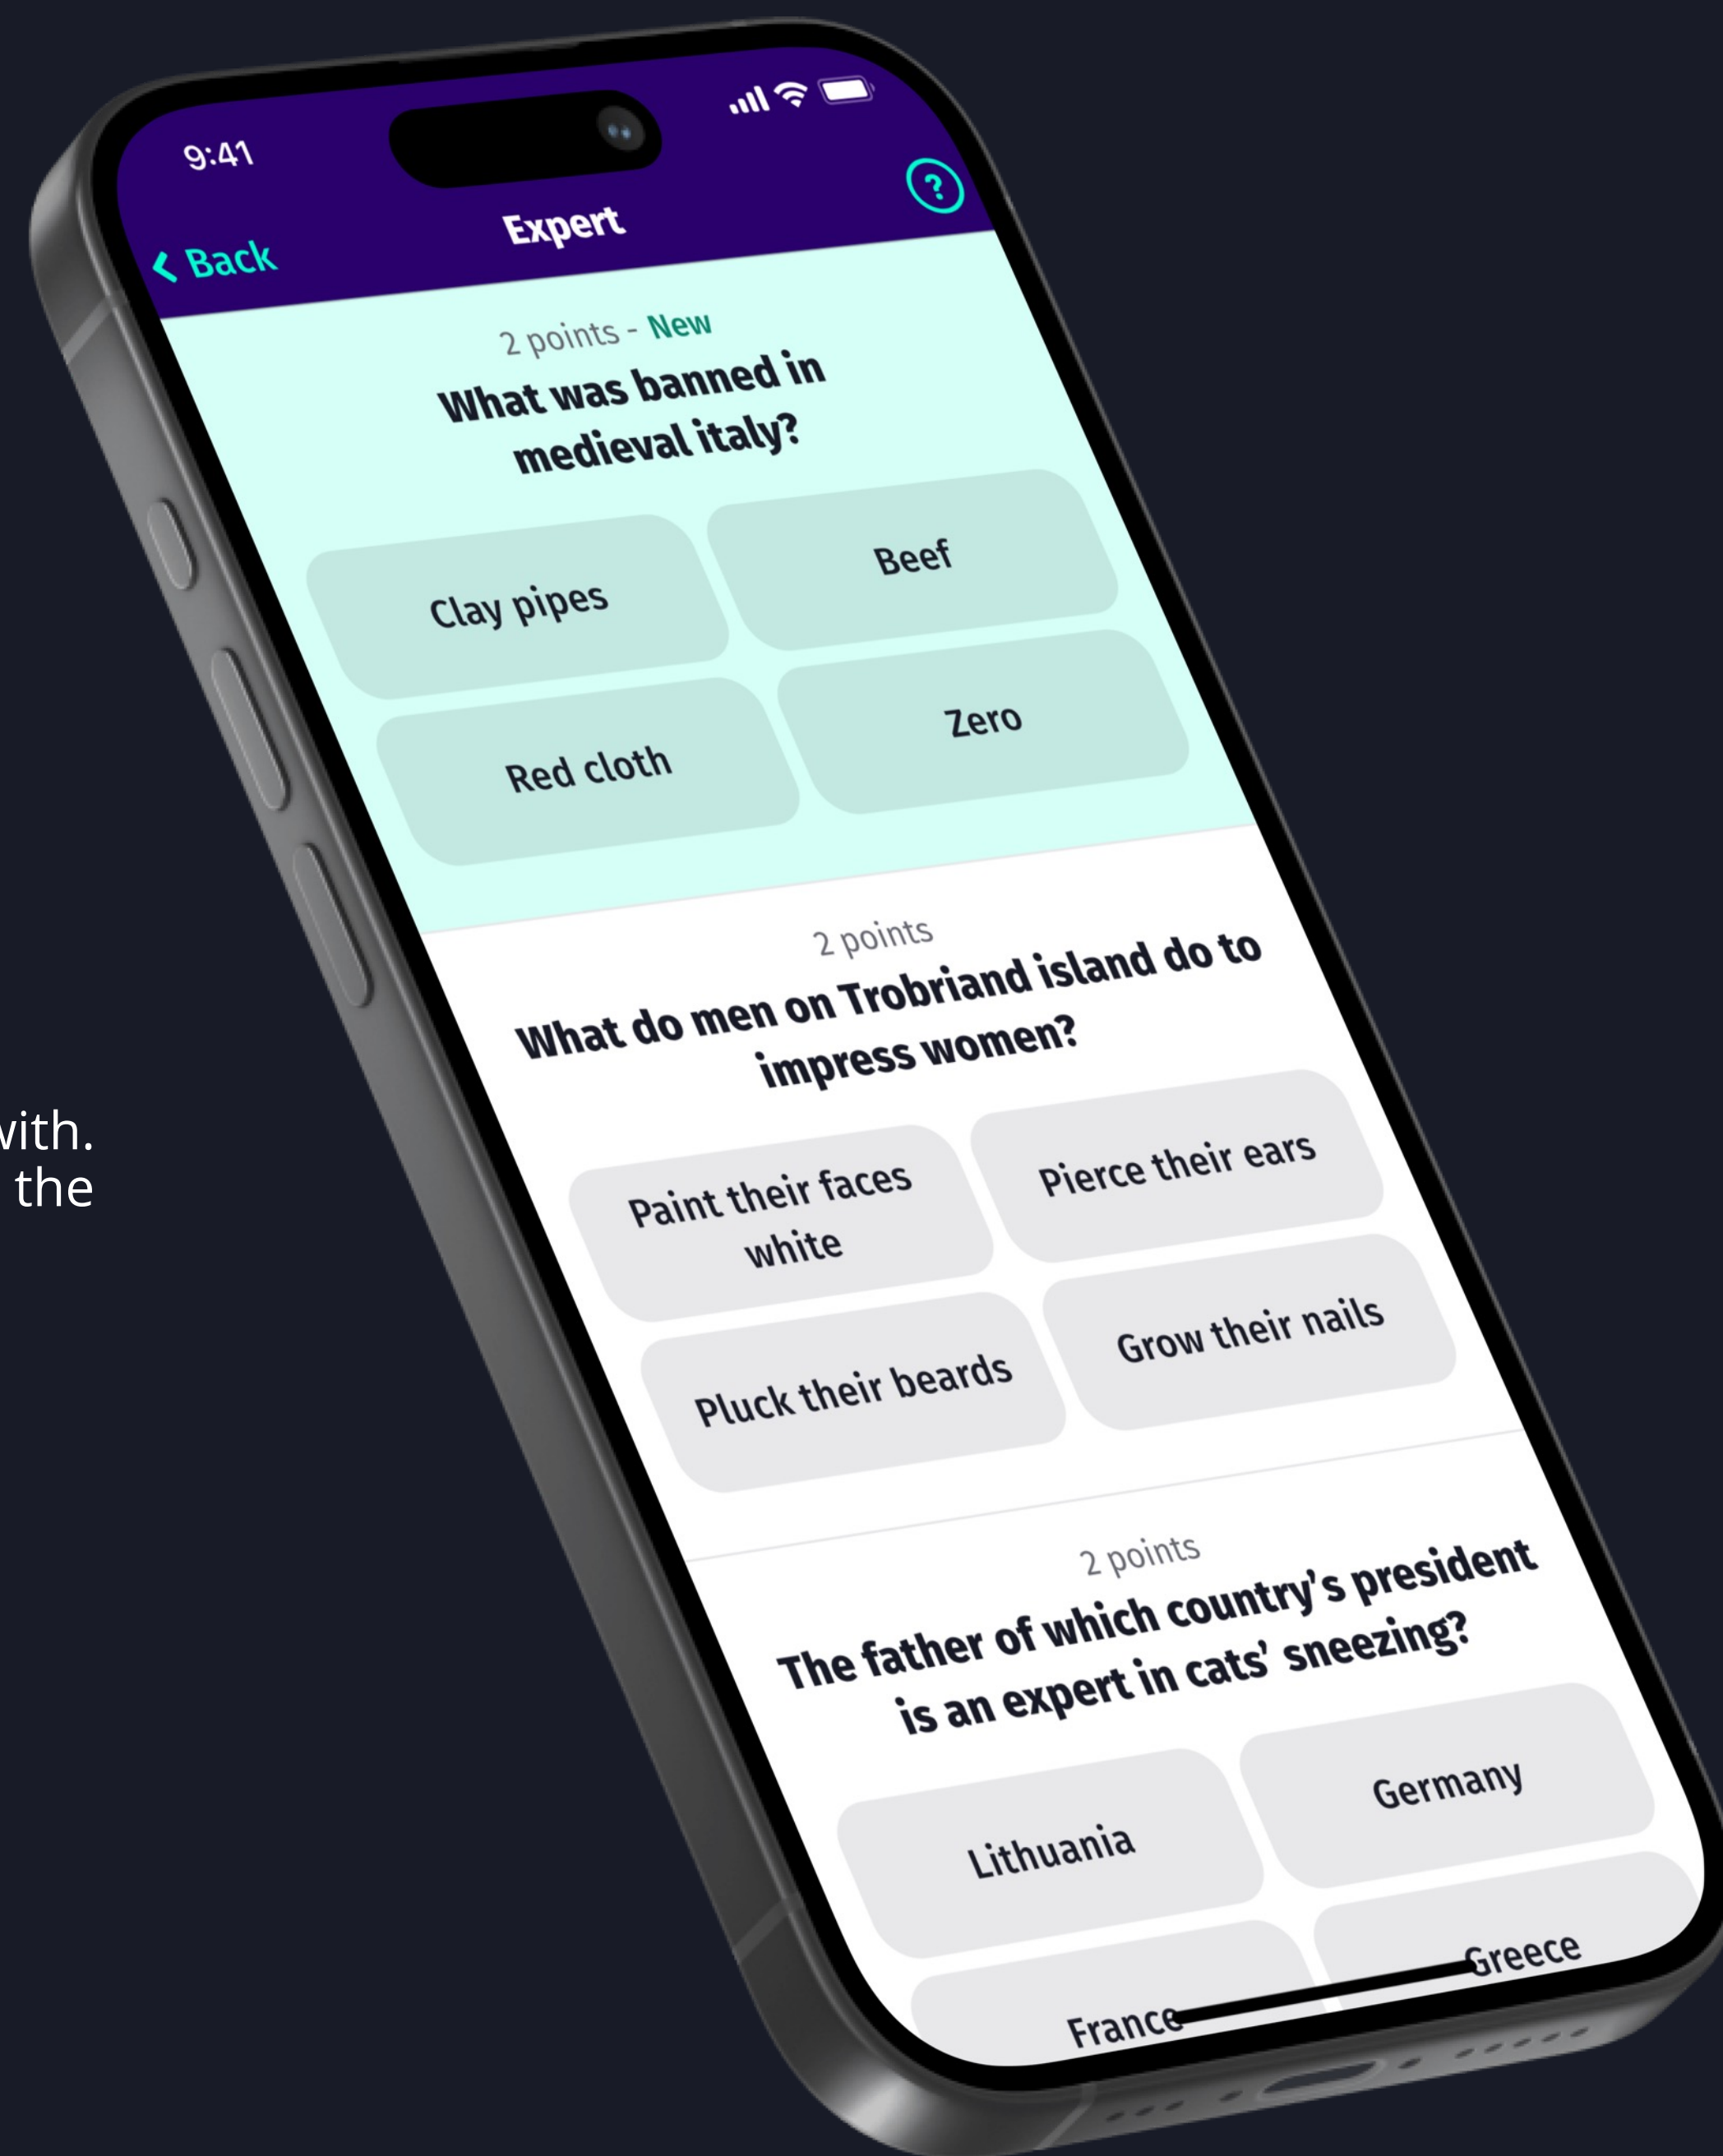 9:41
Back
Expert
?
2 points - New
What was banned in
medieval italy?
Clay pipes
Beef
Red cloth
Zero
2 points
What do men on Trobriand island do to
impress women?
Paint their faces
white
Pierce their ears
Pluck their beards
Grow their nails
2 points
The father of which country's president
is an expert in cats' sneezing?
Lithuania
Germany
France
Greece
with.
the